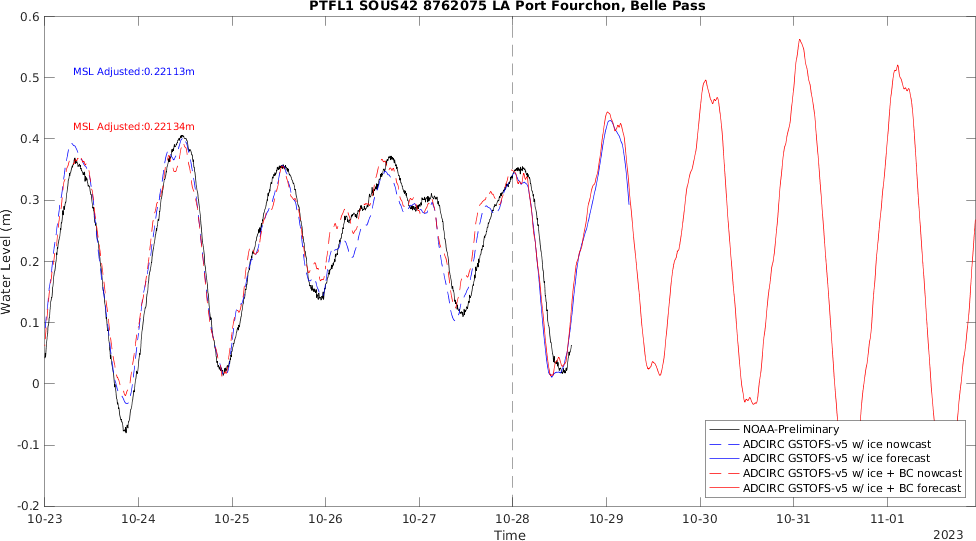 PTFL1 SOUS42 8762075 LA Port Fourchon, Belle Pass
0.6
0.5
0.4
0.3
0.2
0.1
0
-0.1
-0.2
Water Level (m)
MSL Adjusted:0.22113m
MSL Adjusted:0.22134m
NOAA-Preliminary
ADCIRC GSTOFS-v5 w/ ice nowcast
ADCIRC GSTOFS-v5 w/ ice forecast
ADCIRC GSTOFS-v5 w/ ice + BC nowcast
ADCIRC GSTOFS-v5 w/ ice + BC forecast
10-23 10-24 10-25 10-26 10-27 10-28 10-29 10-30 10-31 11-01
Time
2023